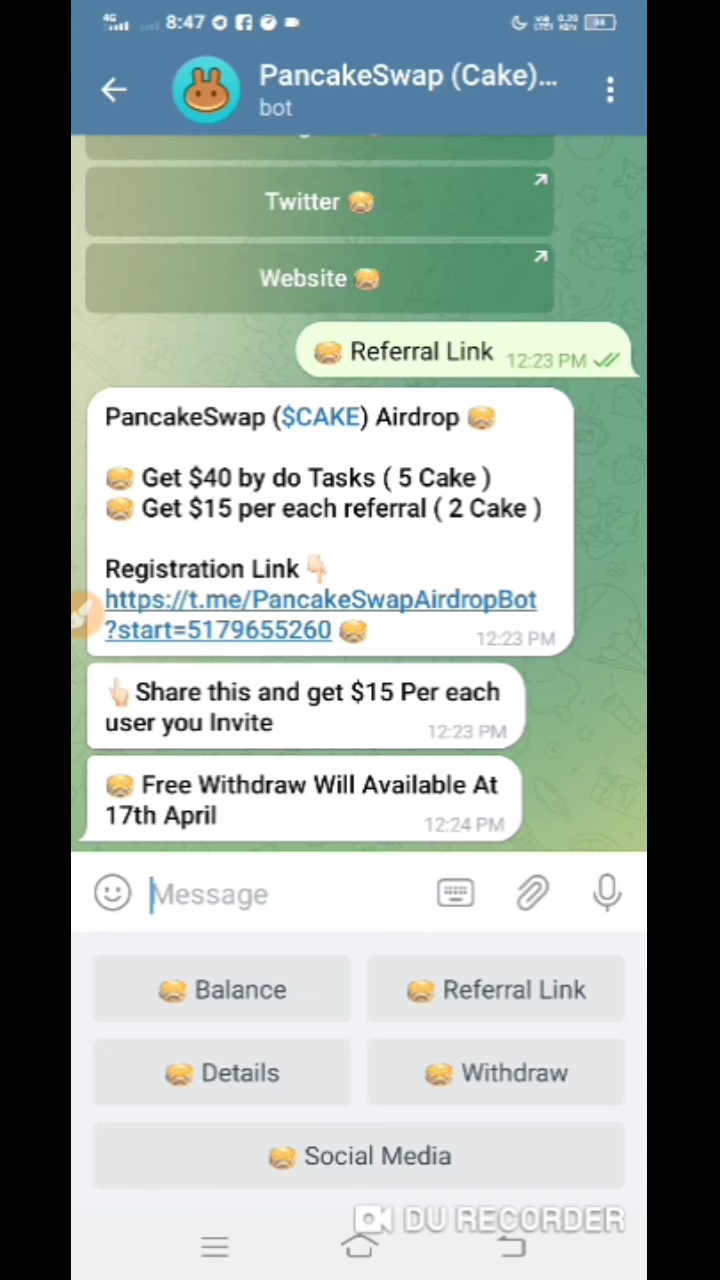 4G 8:47
PancakeSwap (Cake)...
bot
Twitter
Website
Referral Link 12:23 PM
PancakeSwap ($CAKE) Airdrop
Get $40 by do Tasks ( 5 Cake )
Get $15 per each referral ( 2 Cake )
Registration Link
https://t.me/PancakeSwapAirdropBot
?start=5179655260
12:23 PM
Share this and get $15 Per each
user you Invite
12:23 PM
Free Withdraw Will Available At
17th April
12:24 PM
Message
Balance
Referral Link
Details
Withdraw
Social Media
DU RECORDER